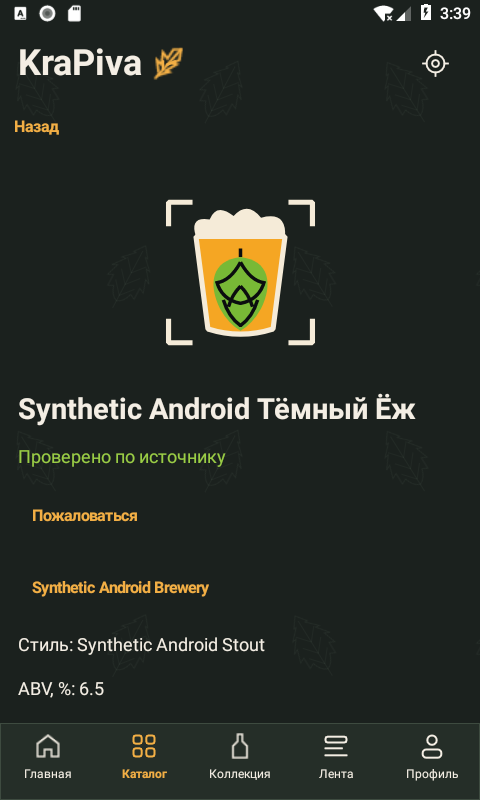 3:39
KraPiva
Назад
Synthetic Android Тёмный Ёж
Проверено по источнику
Пожаловаться
Synthetic Android Brewery
Стиль: Synthetic Android Stout
ABV, %: 6.5
Главная
Каталог
Коллекция
Лента
Профиль